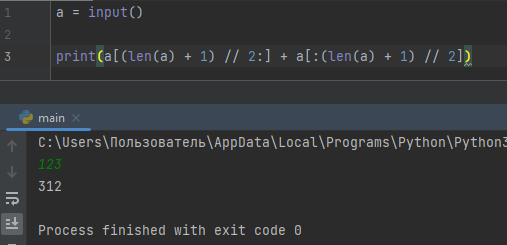 1 a = input()
2
3 print(a[(len(a) + 1) // 2:] + a[:(len(a) + 1) // 2])
main
C:\Users\Пользователь\AppData\Local\Programs\Python\Python3
123
312
Process finished with exit code 0